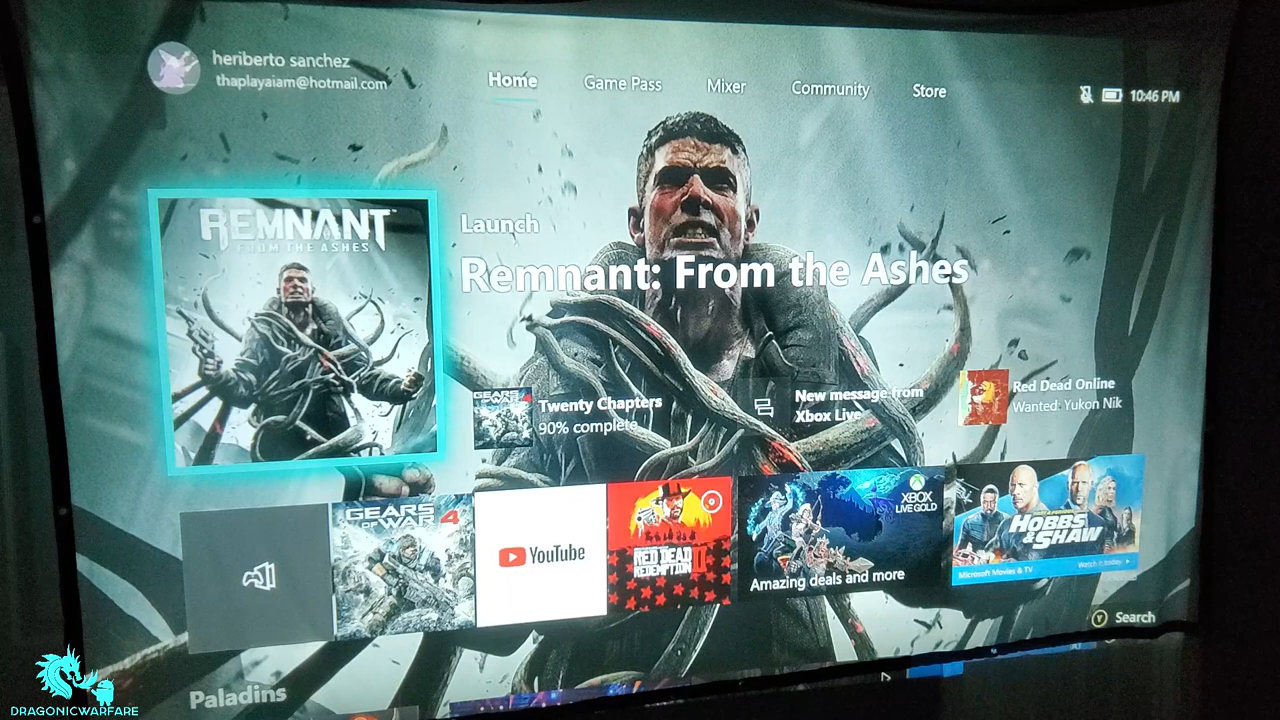 heriberto sanchez
thaplayaiam@hotmail.com
Home
Game Pass
Mixer
Community
Store
10:46 PM
REMNANT
FROM THE ASHES
Launch
Remnant: From the Ashes
GEARS
Twenty Chapters
90% complete
New message from
Xbox Live
Red Dead Online
Wanted: Yukon Nik
GEARS
OF WAR 4
YouTube
RED DEAD
REDEMPTION II
XBOX
LIVE GOLD
Amazing deals and more
HOBBS
& SHAW
Microsoft Movies & TV
Watch in today
Y
Search
Paladins
DRAGONICWARFARE